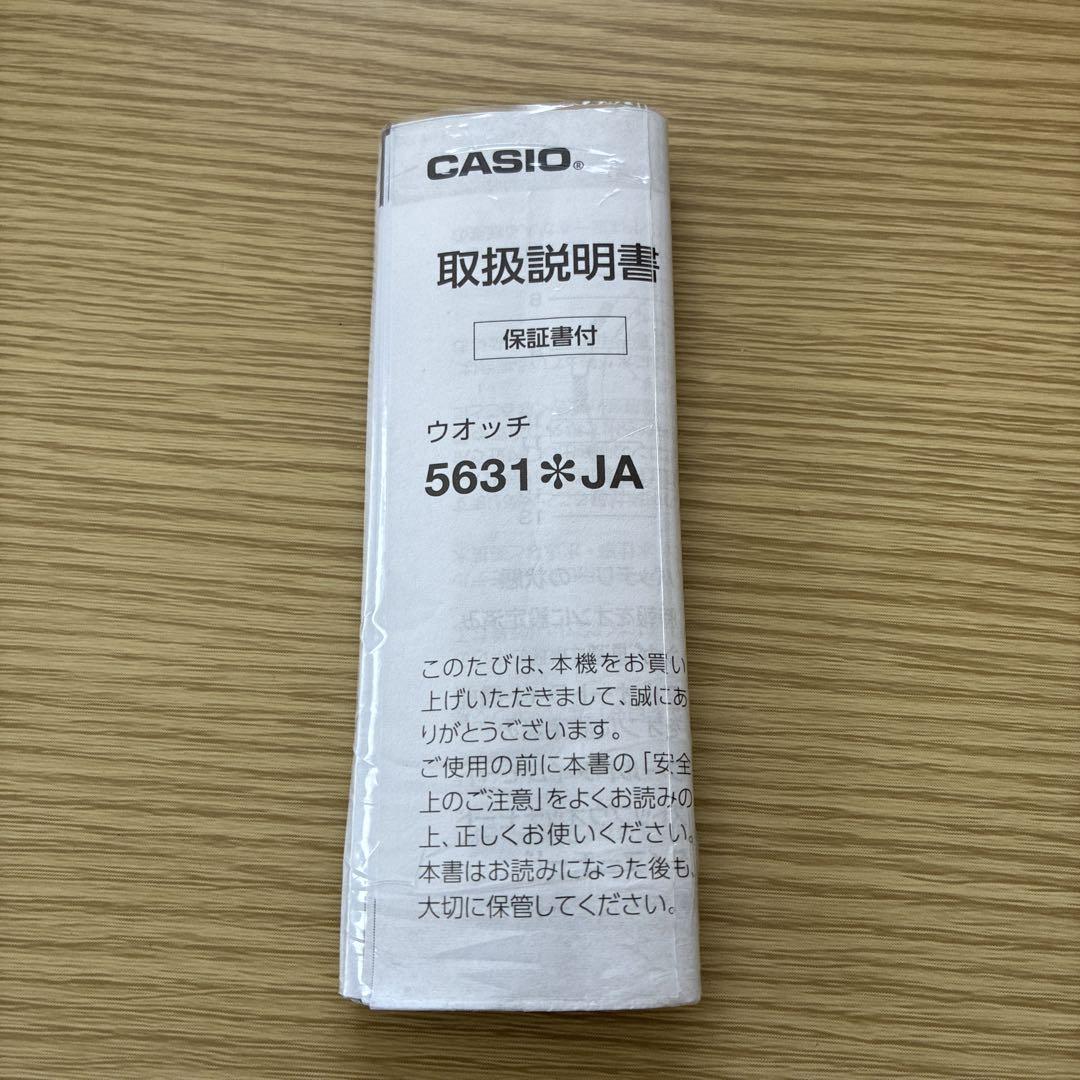 CASIO®
取扱説明書
保証書付
ウオッチ
5631✻JA
このたびは、本機をお買い
上げいただきまして、誠にあ
りがとうございます。
ご使用の前に本書の「安全
上のご注意」をよくお読みの
上、正しくお使いください。
本書はお読みになった後も、
大切に保管してください。